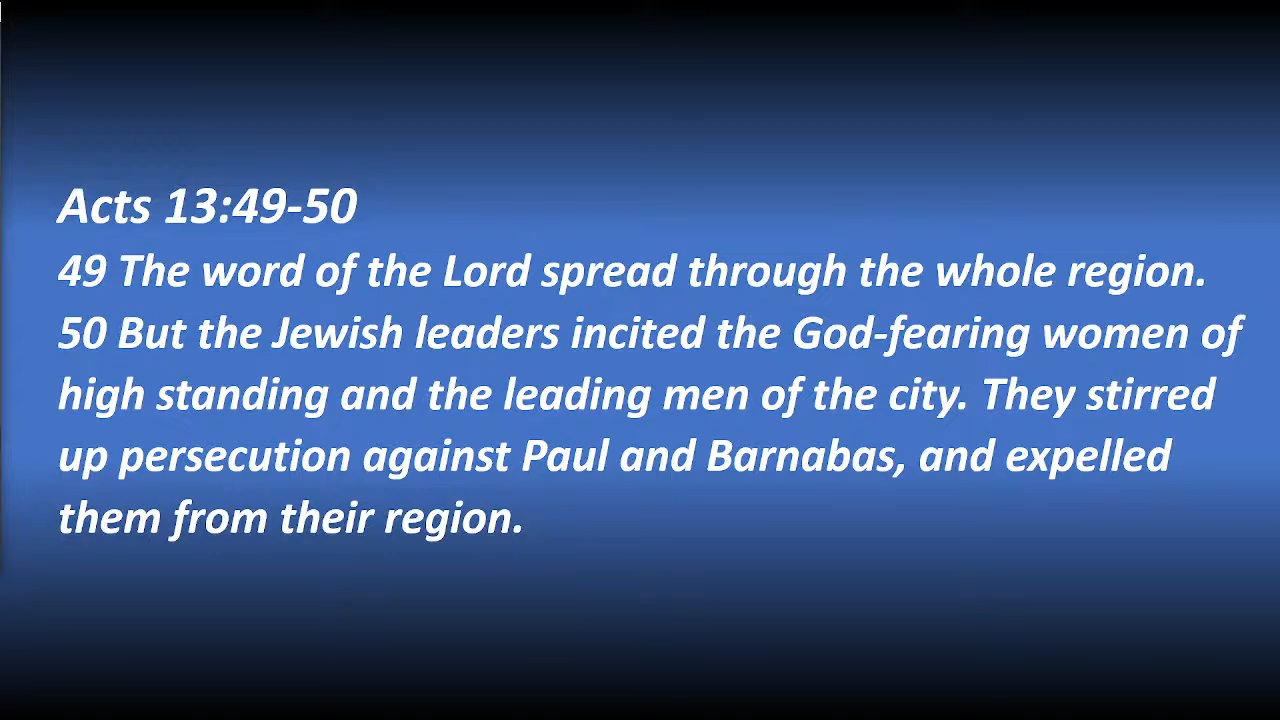 Acts 13:49-50
49 The word of the Lord spread through the whole region.
50 But the Jewish leaders incited the God-fearing women of
high standing and the leading men of the city. They stirred
up persecution against Paul and Barnabas, and expelled
them from their region.